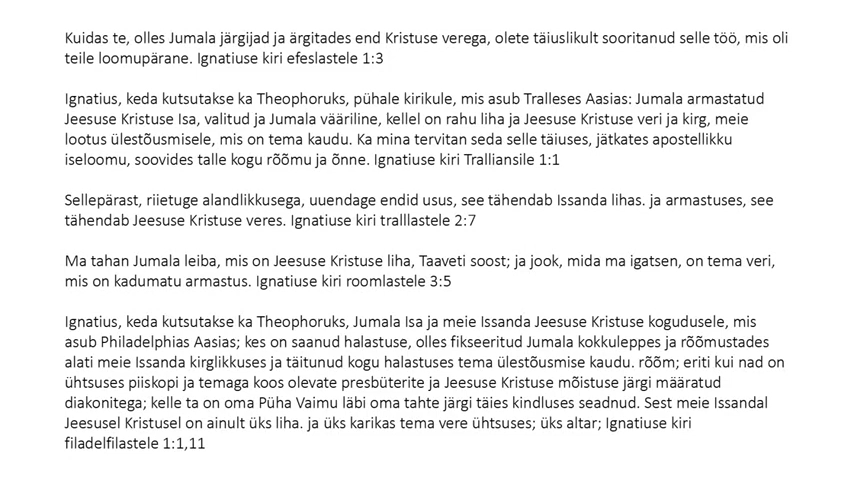 Kuidas te, olles Jumala järgijad ja ärgitades end Kristuse verega, olete täiuslikult sooritanud selle töö, mis oli
teile loomupärane. Ignatiuse kiri efeslastele 1:3
Ignatius, keda kutsutakse ka Theophoruks, pühale kirikule, mis asub Tralleses Aasias: Jumala armastatud
Jeesuse Kristuse Isa, valitud ja Jumala vääriline, kellel on rahu liha ja Jeesuse Kristuse veri ja kirg, meie
lootus ülestõusmisele, mis on tema kaudu. Ka mina tervitan seda selle täiuses, jätkates apostellikku
iseloomu, soovides talle kogu rõõmu ja õnne. Ignatiuse kiri Tralliansile 1:1
Sellepärast, riietuge alandlikkusega, uuendage endid usus, see tähendab Issanda lihas. ja armastuses, see
tähendab Jeesuse Kristuse veres. Ignatiuse kiri tralllastele 2:7
Ma tahan Jumala leiba, mis on Jeesuse Kristuse liha, Taaveti soost; ja jook, mida ma igatsen, on tema veri,
mis on kadumatu armastus. Ignatiuse kiri roomlastele 3:5
Ignatius, keda kutsutakse ka Theophoruks, Jumala Isa ja meie Issanda Jeesuse Kristuse kogudusele, mis
asub Philadelphias Aasias; kes on saanud halastuse, olles fikseeritud Jumala kokkuleppes ja rõõmustades
alati meie Issanda kirglikkuses ja täitunud kogu halastuses tema ülestõusmise kaudu. rõõm; eriti kui nad on
ühtsuses piiskopi ja temaga koos olevate presbüterite ja Jeesuse Kristuse mõistuse järgi määratud
diakonitega; kelle ta on oma Püha Vaimu läbi oma tahte järgi täies kindluses seadnud. Sest meie Issandal
Jeesusel Kristusel on ainult üks liha. ja üks karikas tema vere ühtsuses; üks altar; Ignatiuse kiri
filadelfilastele 1:1,11